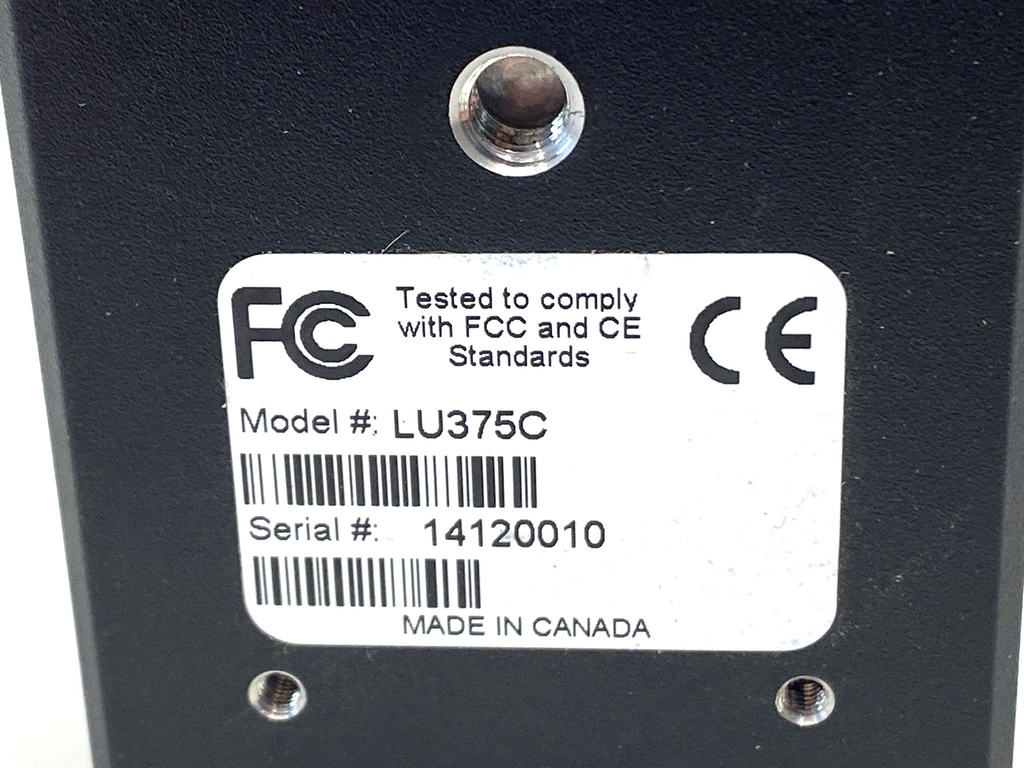 FC
Tested to comply
with FCC and CE
Standards
CE
Model #: LU375C
Serial #: 14120010
MADE IN CANADA